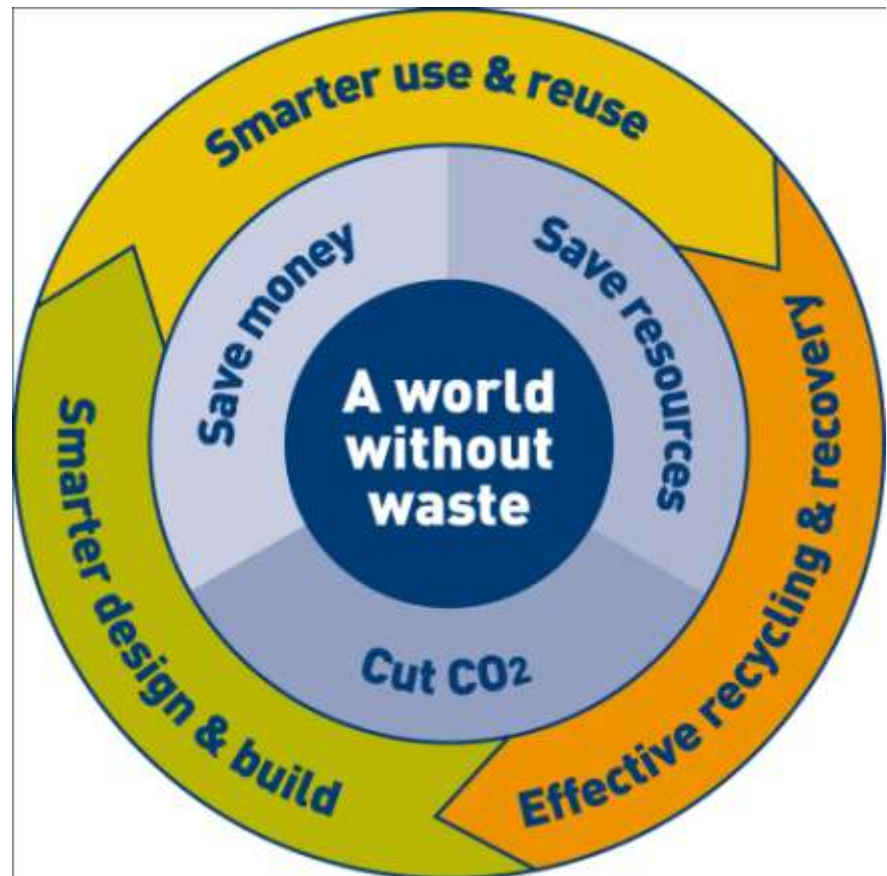 Smarter use & reuse
Effective recycling & recovery
Smarter design & build
Save money
Save resources
Cut CO2
A world
without
waste